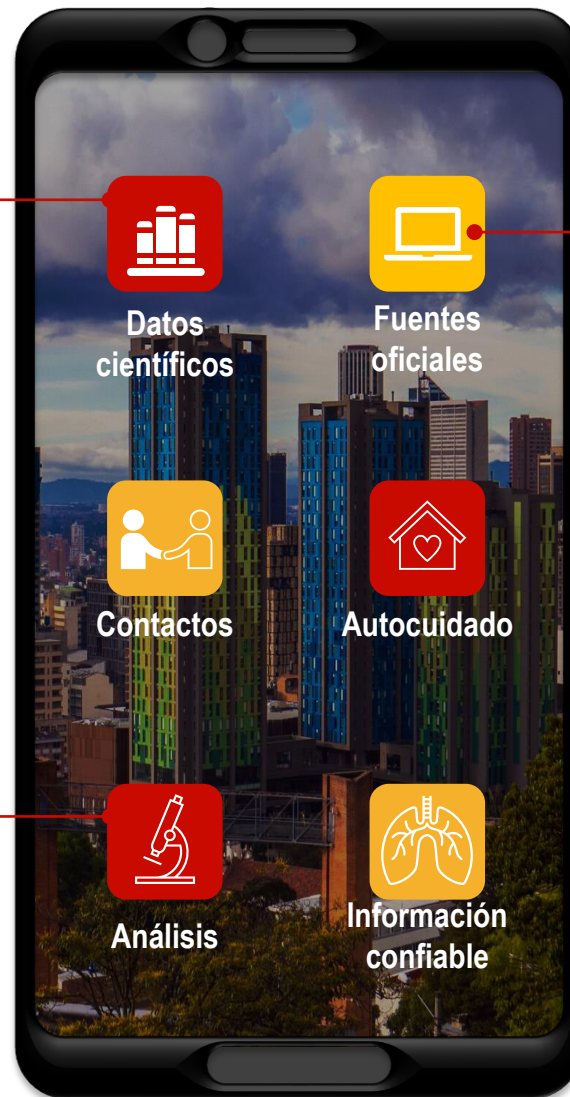 Datos
científicos
Fuentes
oficiales
Contactos
Autocuidado
Análisis
Información
confiable